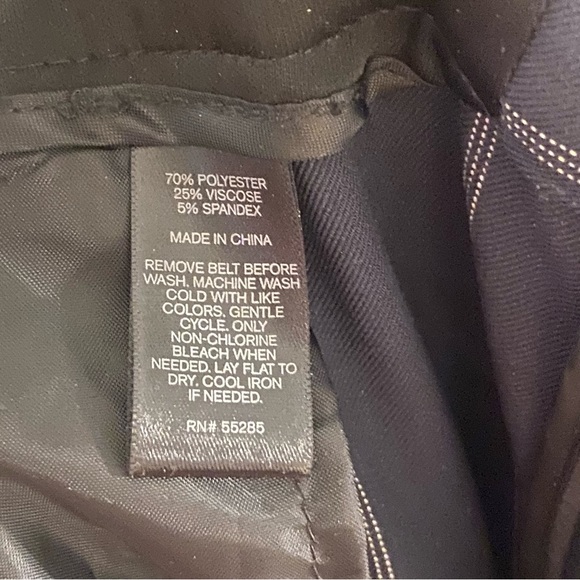 70% POLYESTER
25% VISCOSE
5% SPANDEX
MADE IN CHINA
REMOVE BELT BEFORE
WASH. MACHINE WASH
COLD WITH LIKE
COLORS. GENTLE
CYCLE. ONLY
NON-CHLORINE
BLEACH WHEN
NEEDED. LAY FLAT TO
DRY. COOL IRON
IF NEEDED.
RN# 55285